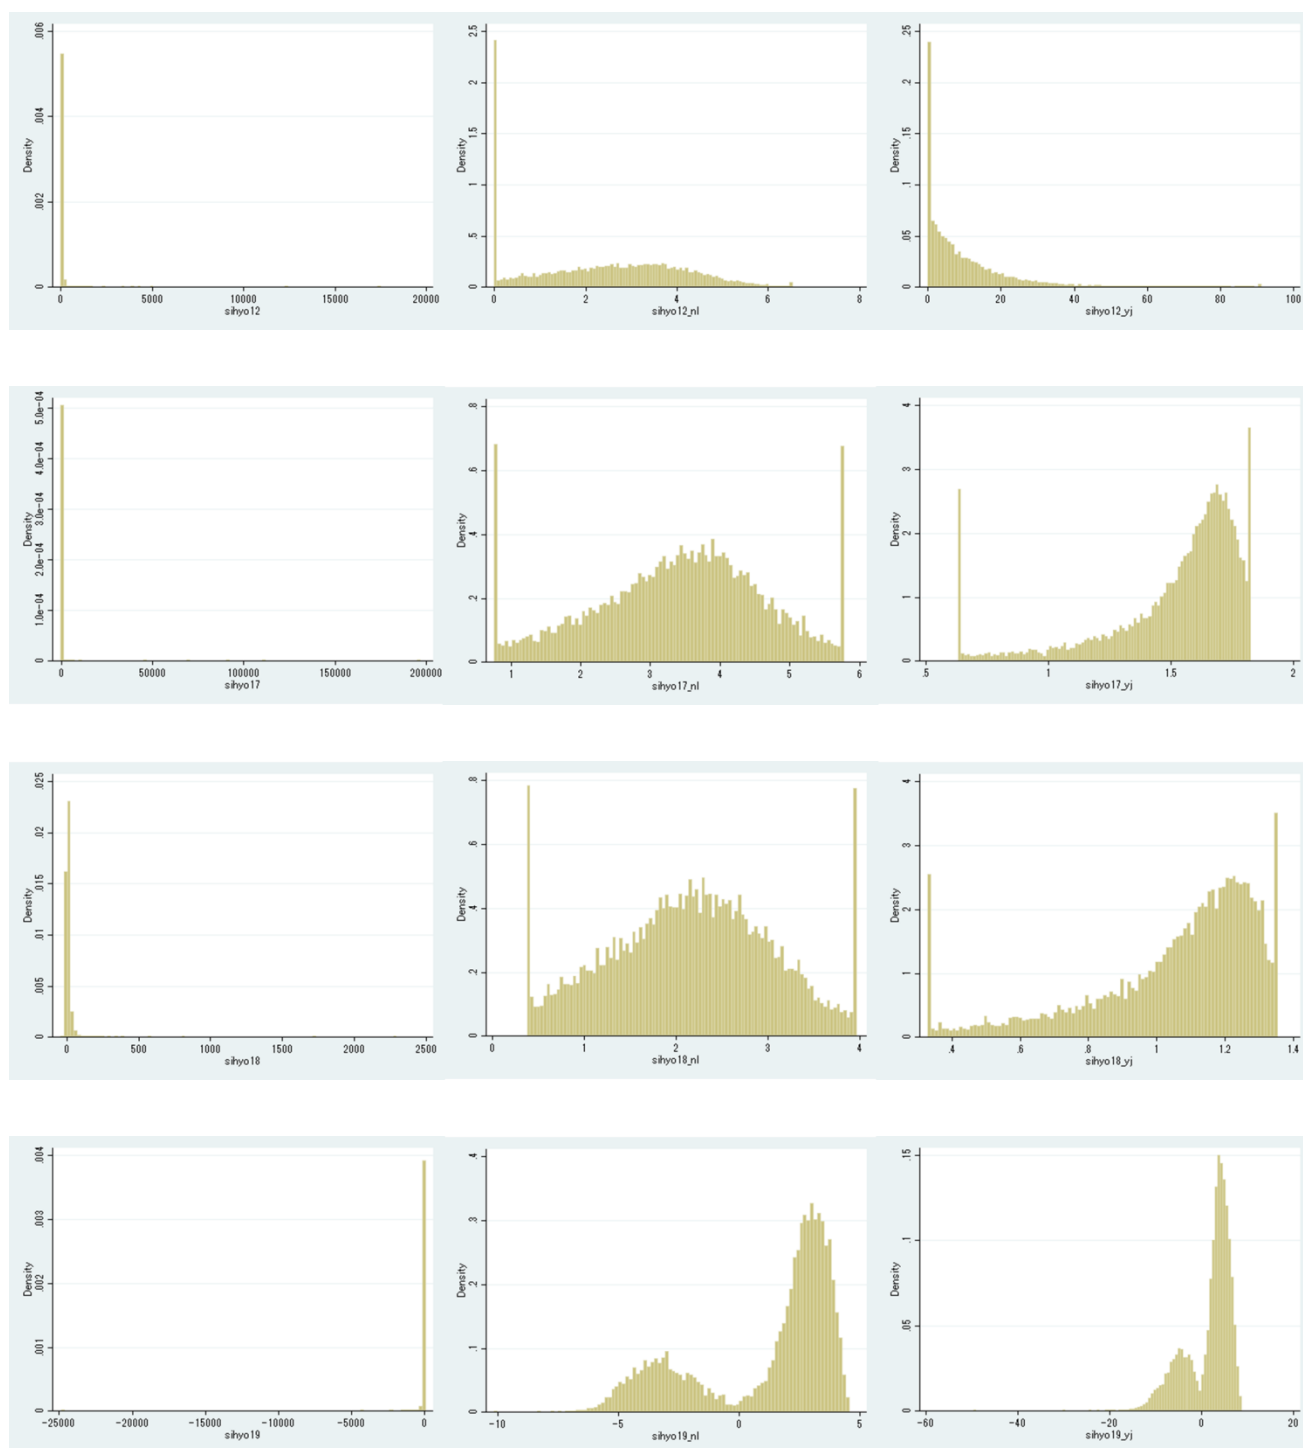 Density
.006
.004
.002
0
0 5000 10000 15000 20000
sihyo12
Density
2.5
2
1.5
1
.5
0
0 2 4 6 8
sihyo12_nl
Density
.25
.2
.15
.1
.05
0
0 20 40 60 80 100
sihyo12_yj
Density
5.0e-04
4.0e-04
3.0e-04
2.0e-04
1.0e-04
0
0 50000 100000 150000 200000
sihyo17
Density
.8
.6
.4
.2
0
1 2 3 4 5 6
sihyo17_nl
Density
4
3
2
1
0
.5 1 1.5 2
sihyo17_yj
Density
.025
.02
.015
.01
.005
0
0 500 1000 1500 2000 2500
sihyo18
Density
.8
.6
.4
.2
0
0 1 2 3 4
sihyo18_nl
Density
4
3
2
1
0
.4 .6 .8 1 1.2 1.4
sihyo18_yj
Density
.004
.003
.002
.001
0
-25000 -20000 -15000 -10000 -5000 0
sihyo19
Density
.4
.3
.2
.1
0
-10 -5 0 5
sihyo19_nl
Density
.15
.1
.05
0
-60 -40 -20 0 20
sihyo19_yj